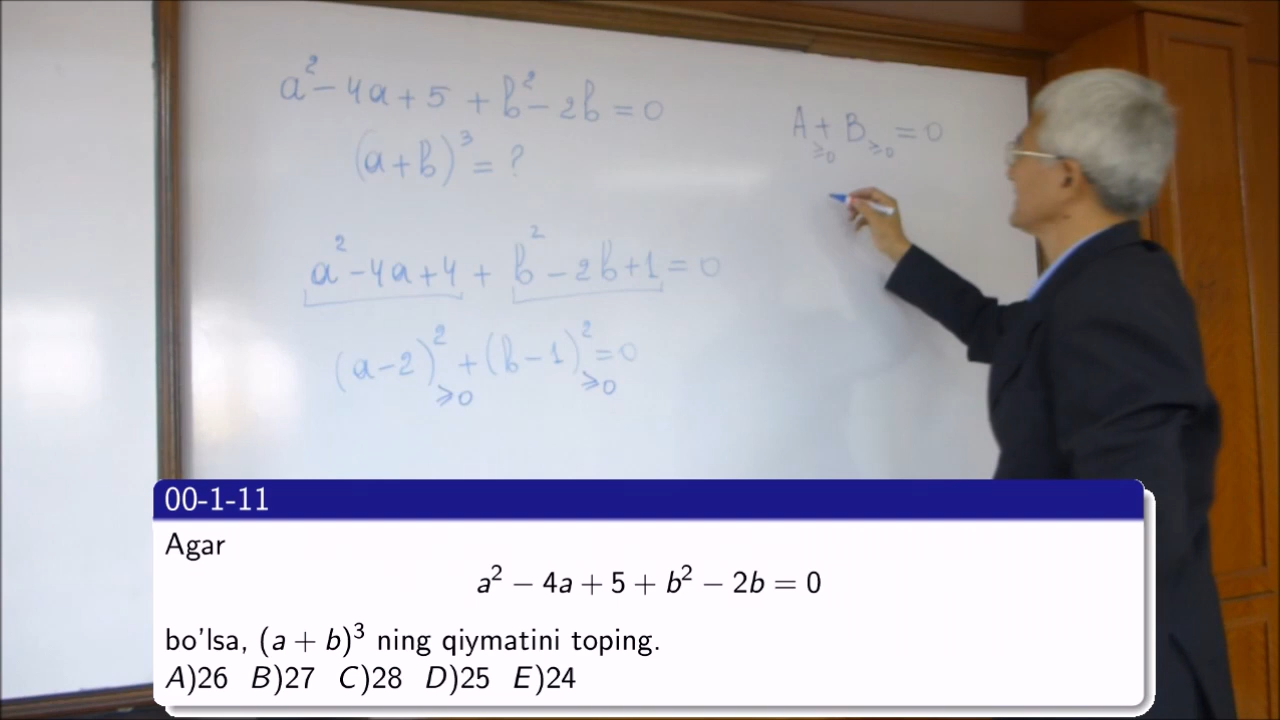 a² − 4a + 5 + b² − 2b = 0
(a + b)³ = ?
a² − 4a + 4 + b² − 2b + 1 = 0
(a − 2)² ≥0 + (b − 1)² ≥0 = 0
A ≥0 + B ≥0 = 0
00-1-11
Agar
a² − 4a + 5 + b² − 2b = 0
bo'lsa, (a + b)³ ning qiymatini toping.
A)26 B)27 C)28 D)25 E)24